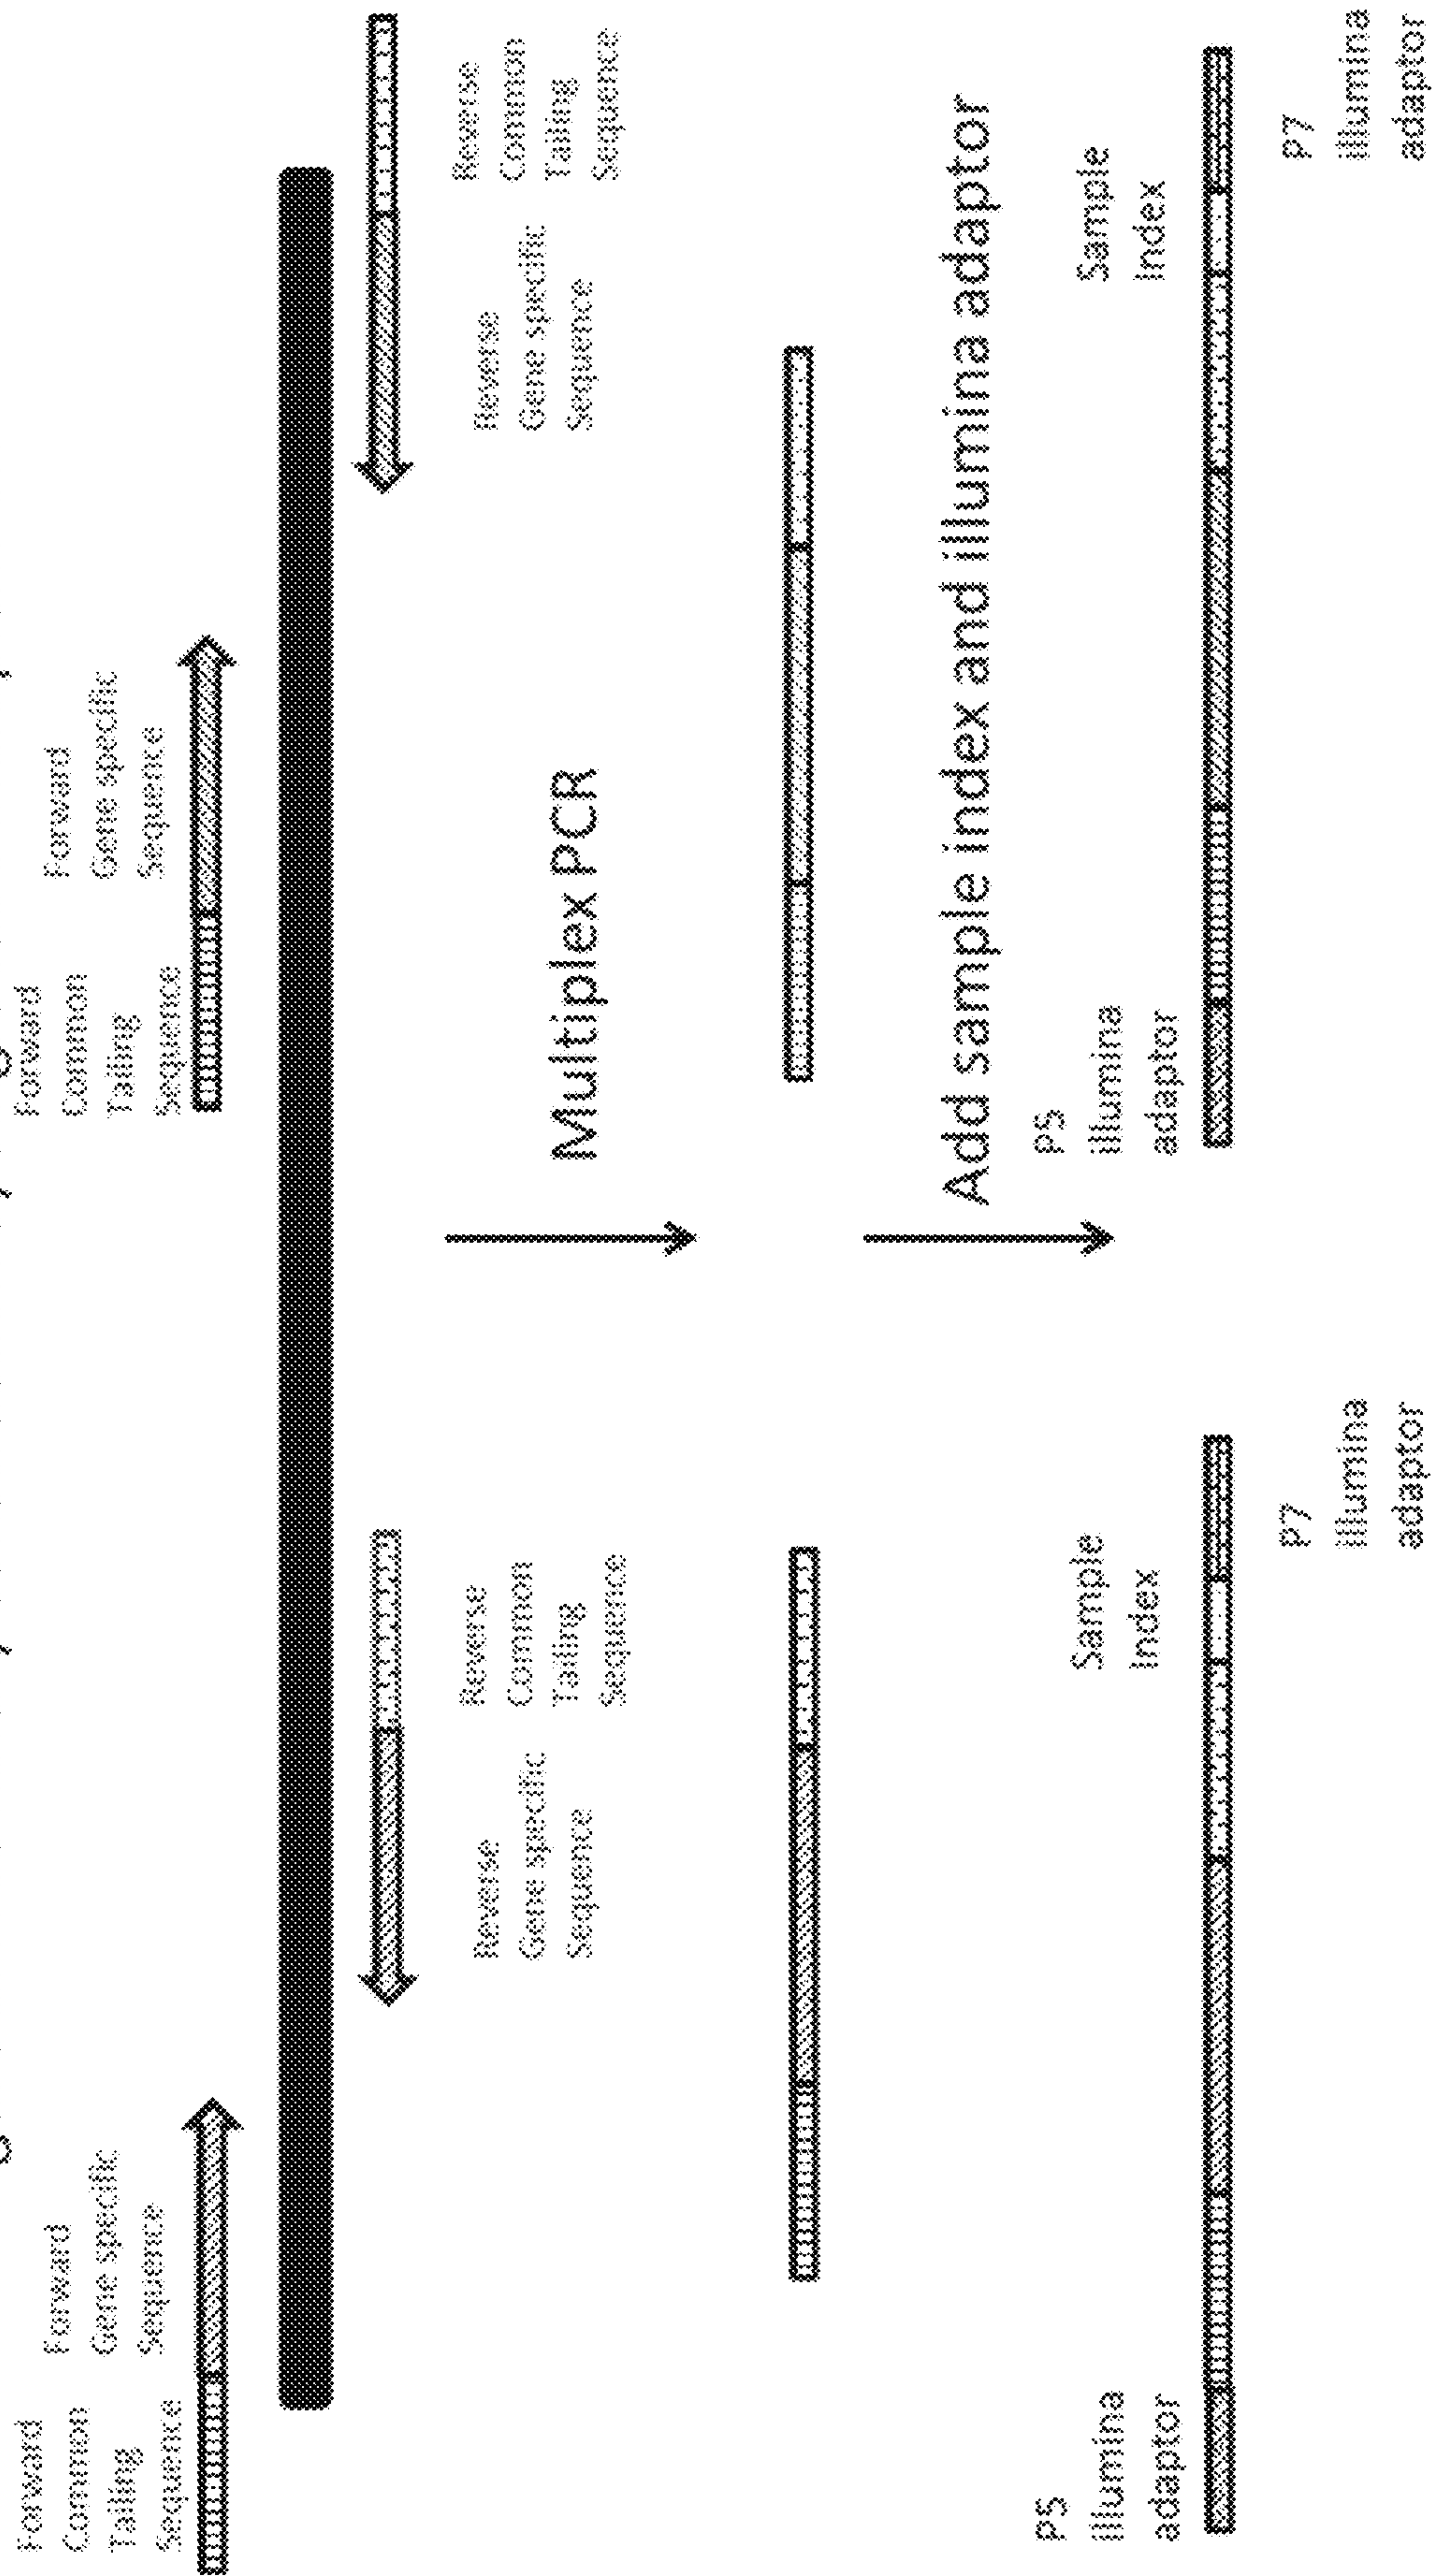 Forward
Common
Tailing
Sequence
Forward
Gene specific
Sequence
Forward
Common
Tailing
Sequence
Forward
Gene specific
Sequence
Reverse
Gene specific
Sequence
Reverse
Common
Tailing
Sequence
Reverse
Gene specific
Sequence
Reverse
Common
Tailing
Sequence
Multiplex PCR
Add sample index and illumina adaptor
P5
illumina
adaptor
Sample
Index
P7
illumina
adaptor
P5
illumina
adaptor
Sample
Index
P7
illumina
adaptor